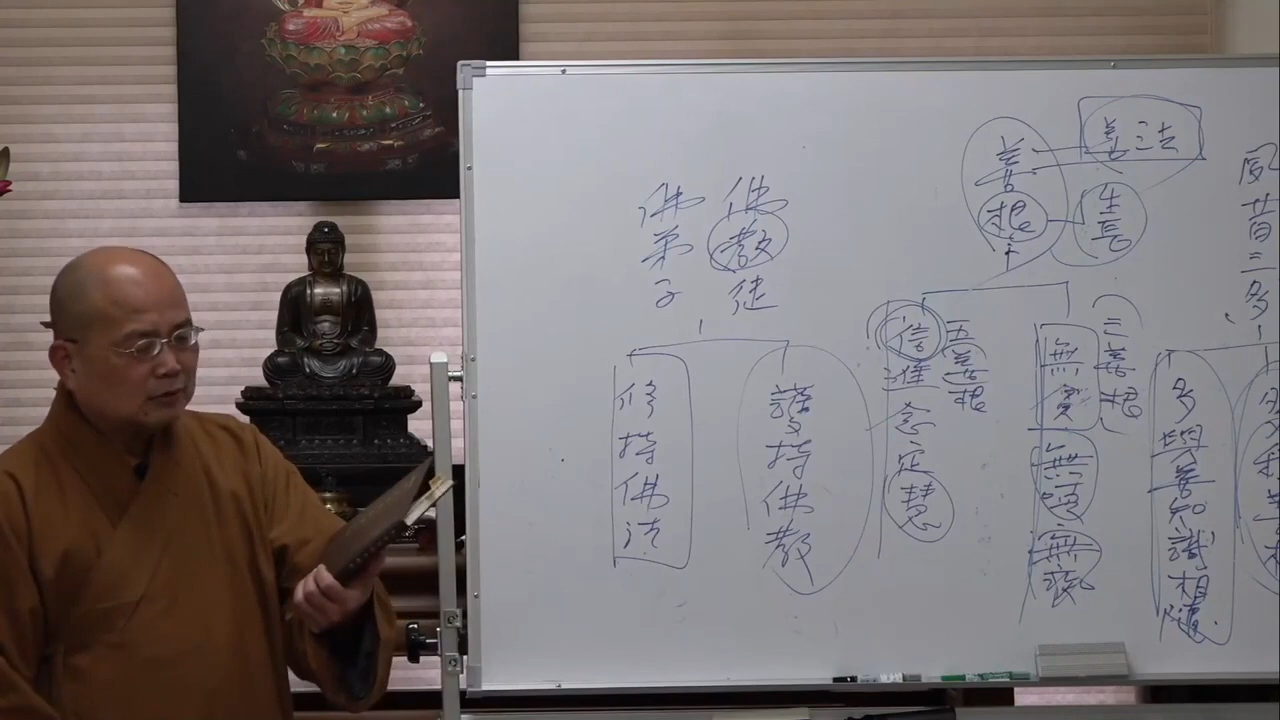 夙昔三多
多與善知識相隨
善法
善根
生長
三善根
無貪
無瞋
無癡
五善根
信進念定慧
佛教徒
佛弟子
護持佛教
修持佛法